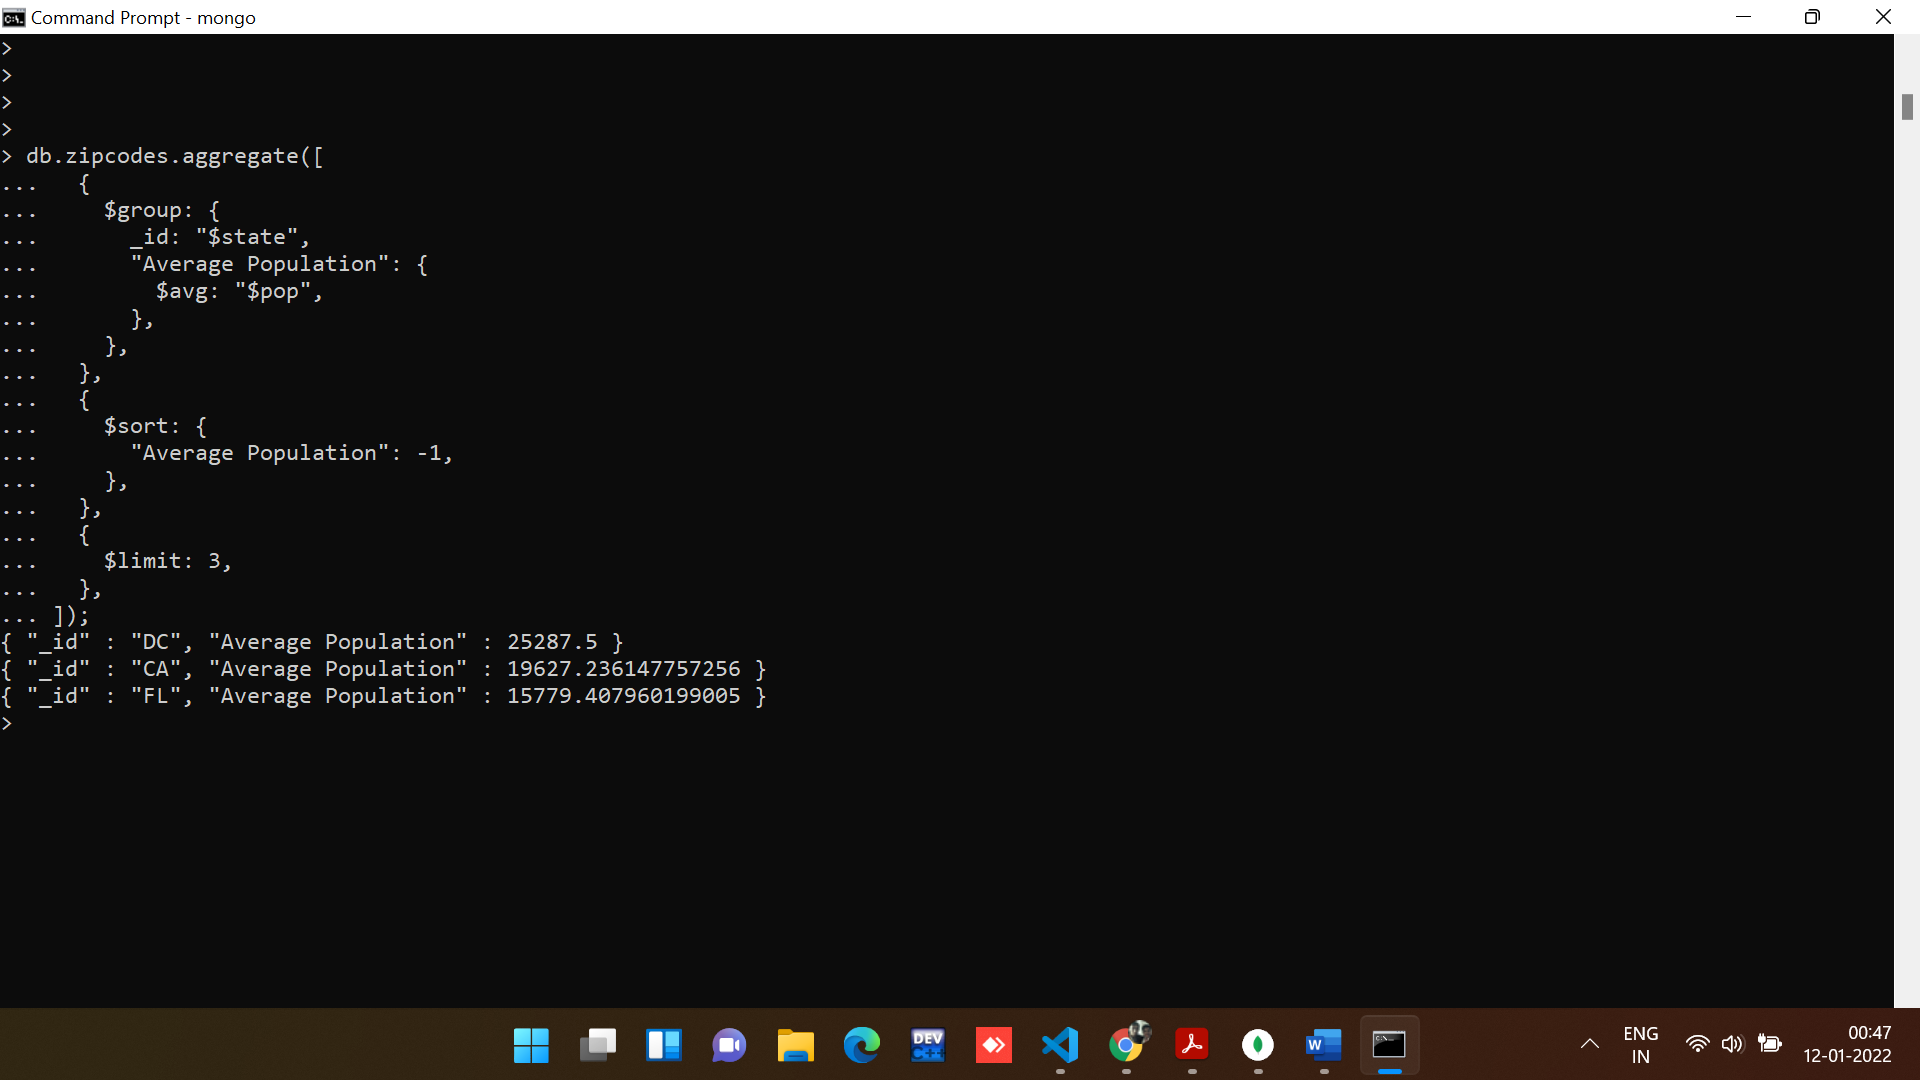 Command Prompt - mongo
>
>
>
>
> db.zipcodes.aggregate([
...   {
...     $group: {
...       _id: "$state",
...       "Average Population": {
...         $avg: "$pop",
...       },
...     },
...   },
...   {
...     $sort: {
...       "Average Population": -1,
...     },
...   },
...   {
...     $limit: 3,
...   },
... ]);
{ "_id" : "DC", "Average Population" : 25287.5 }
{ "_id" : "CA", "Average Population" : 19627.236147757256 }
{ "_id" : "FL", "Average Population" : 15779.407960199005 }
>
DEV
C++
W
ENG
IN
00:47
12-01-2022